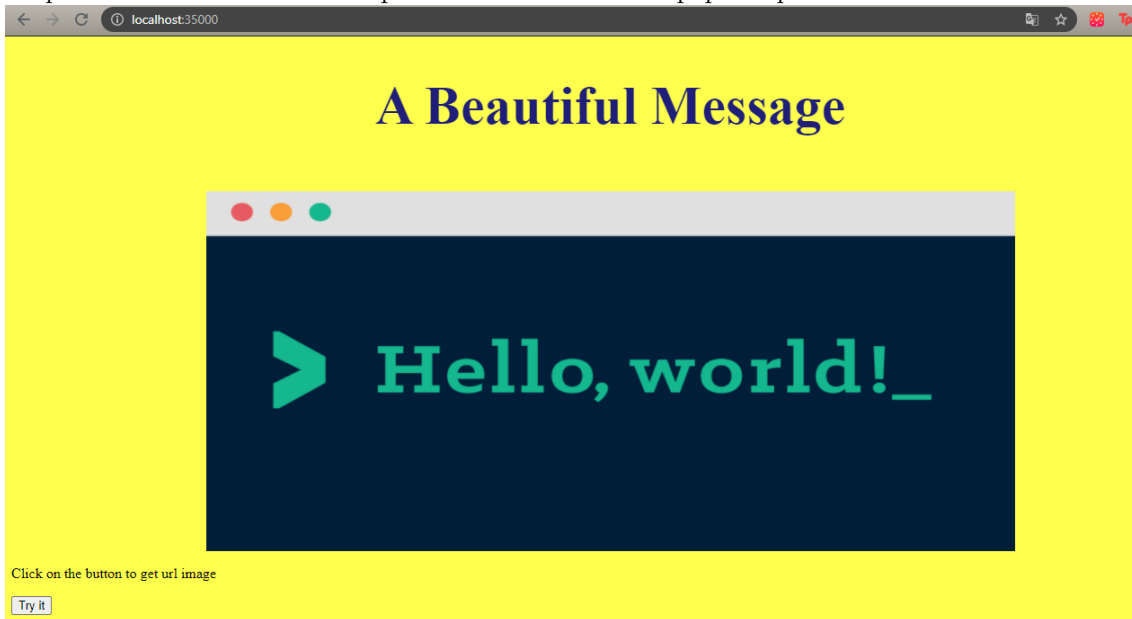 localhost:35000
A Beautiful Message
> Hello, world!_
Click on the button to get url image
Try it